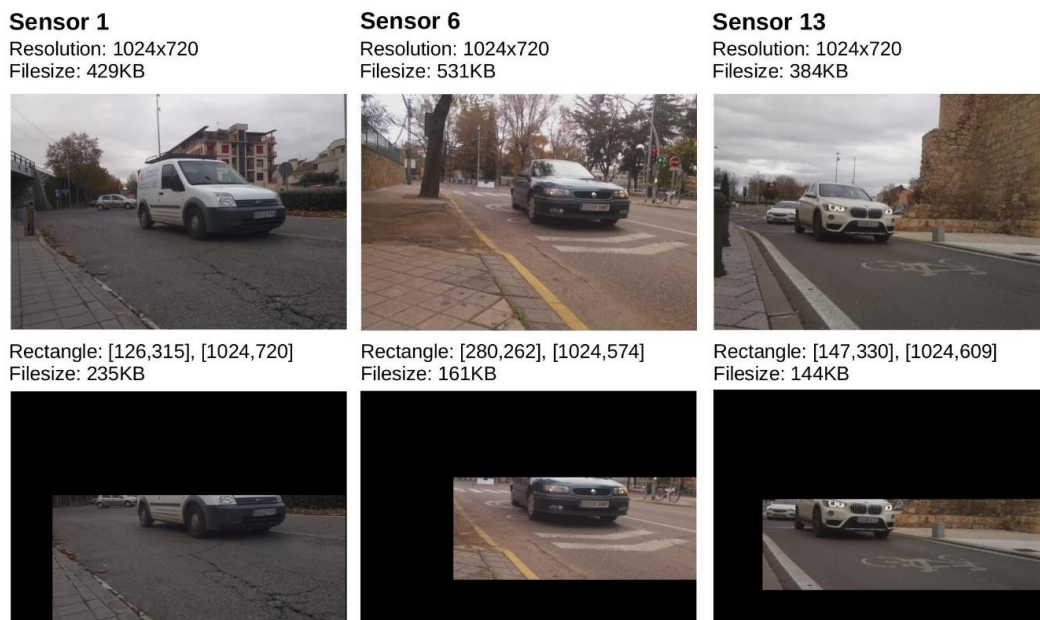 Sensor 1
Resolution: 1024x720
Filesize: 429KB
Sensor 6
Resolution: 1024x720
Filesize: 531KB
Sensor 13
Resolution: 1024x720
Filesize: 384KB
Rectangle: [126,315], [1024,720]
Filesize: 235KB
Rectangle: [280,262], [1024,574]
Filesize: 161KB
Rectangle: [147,330], [1024,609]
Filesize: 144KB